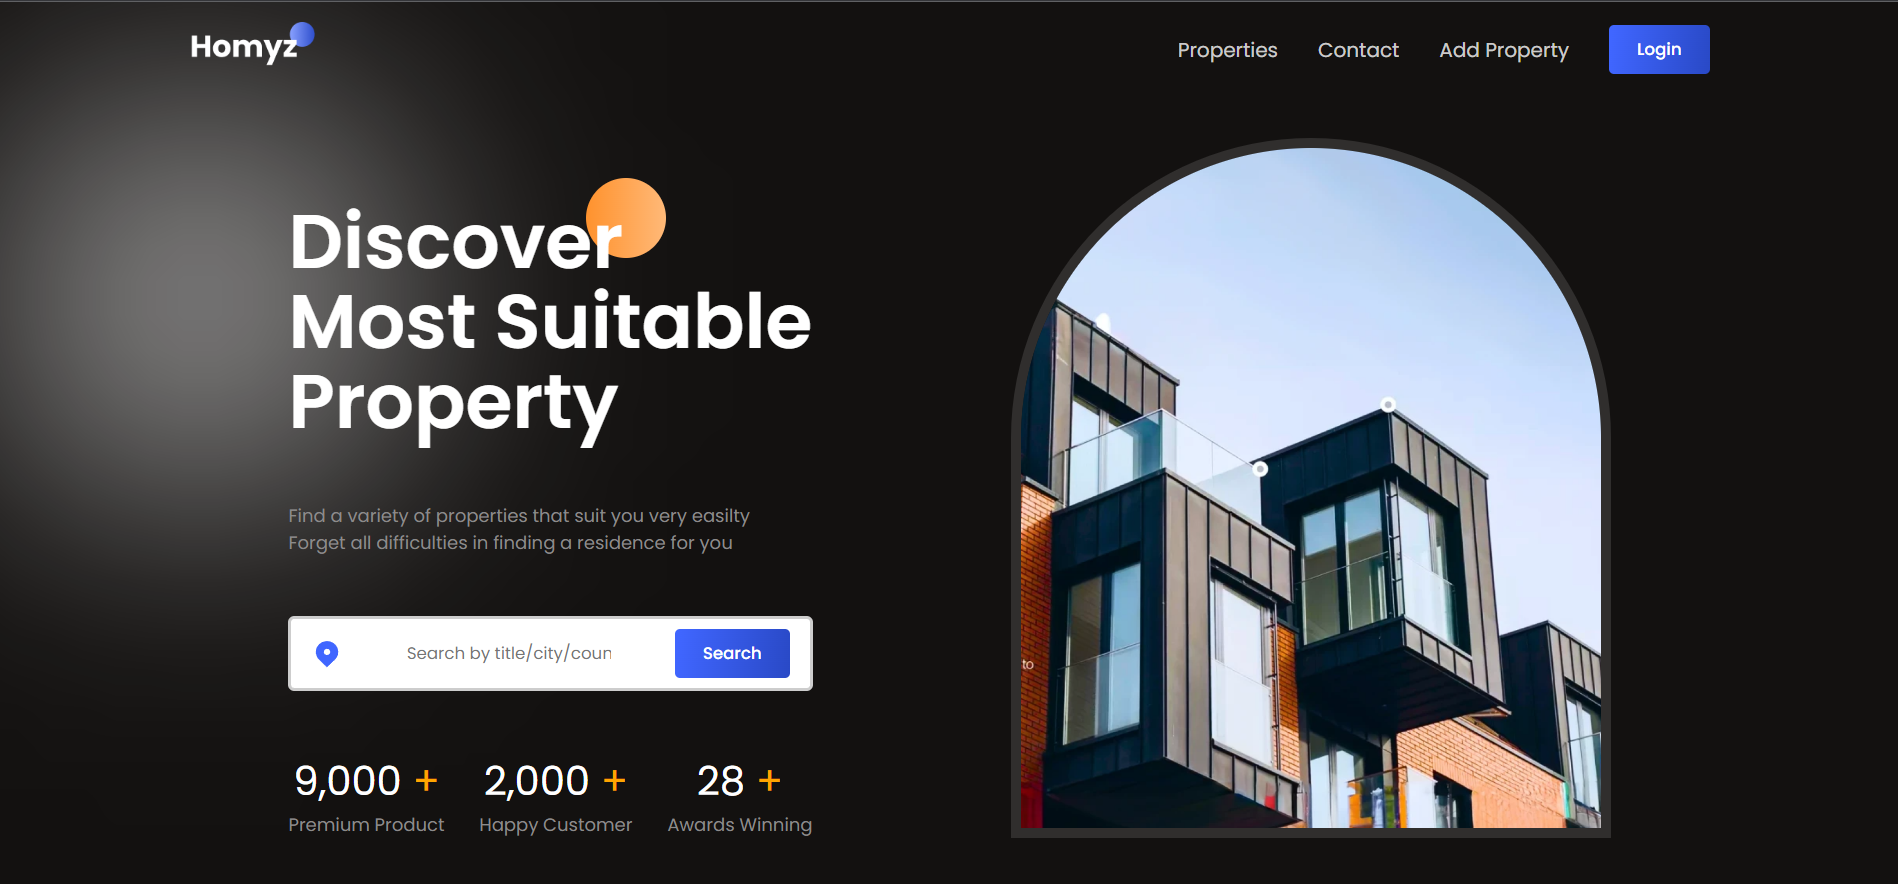 Homyz
Properties
Contact
Add Property
Login
Discover
Most Suitable
Property
Find a variety of properties that suit you very easilty
Forget all difficulties in finding a residence for you
Search by title/city/coun
Search
9,000 +
2,000 +
28 +
Premium Product
Happy Customer
Awards Winning
to